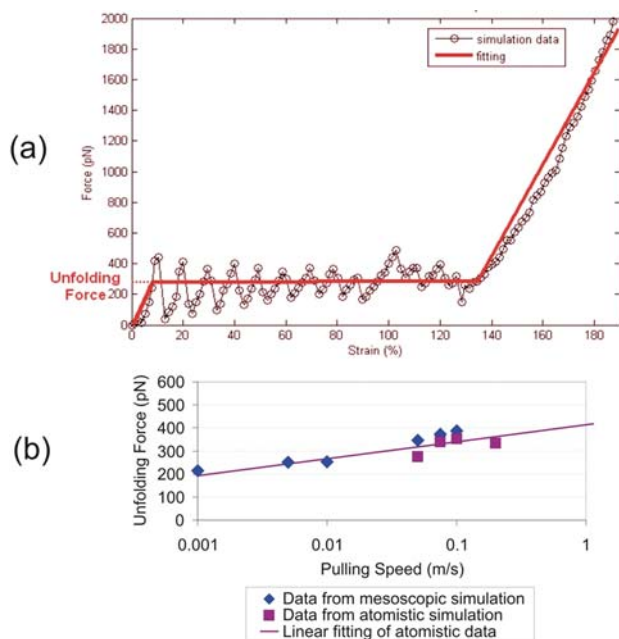 (a)
Force (pN)
2000
1800
1600
1400
1200
1000
800
600
400
200
0
simulation data
fitting
Unfolding
Force
0 20 40 60 80 100 120 140 160 180
Strain (%)
(b)
Unfolding Force (pN)
600
500
400
300
200
100
0
0.001 0.01 0.1 1
Pulling Speed (m/s)
Data from mesoscopic simulation
Data from atomistic simulation
Linear fitting of atomistic data